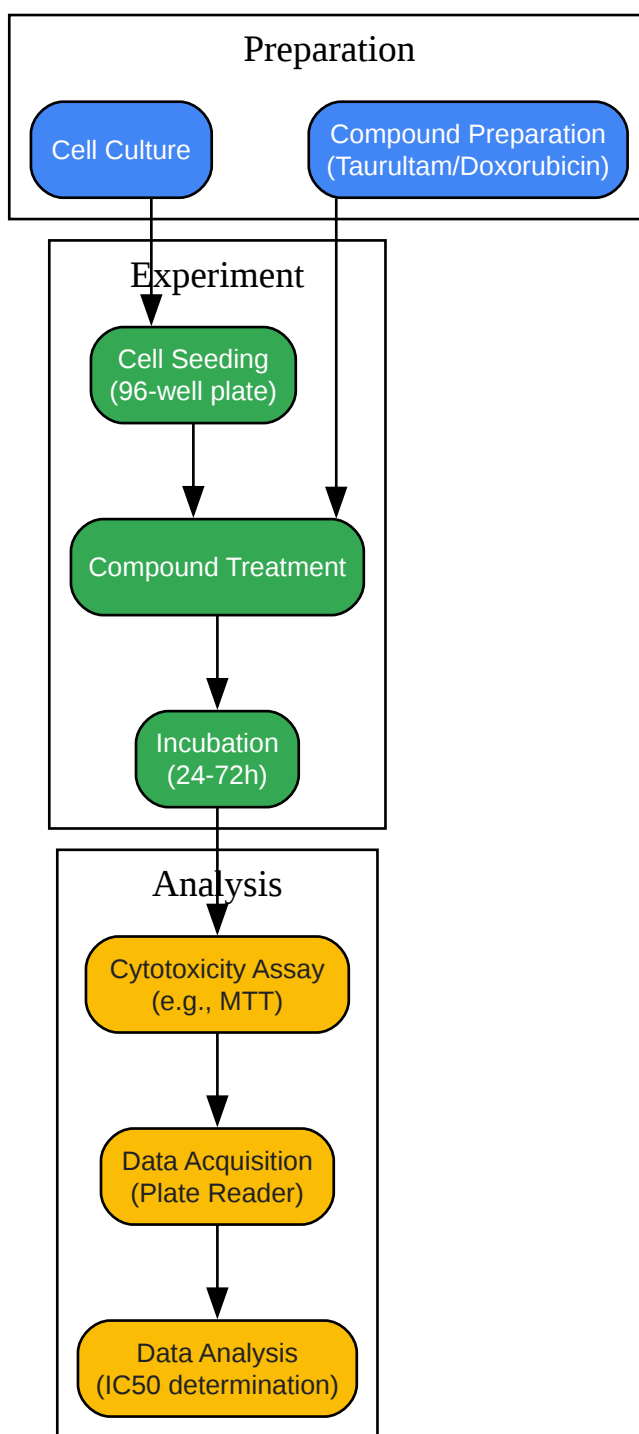 Preparation
Cell Culture
Compound Preparation
(Taurultam/Doxorubicin)
Experiment
Cell Seeding
(96-well plate)
Compound Treatment
Incubation
(24-72h)
Analysis
Cytotoxicity Assay
(e.g., MTT)
Data Acquisition
(Plate Reader)
Data Analysis
(IC50 determination)